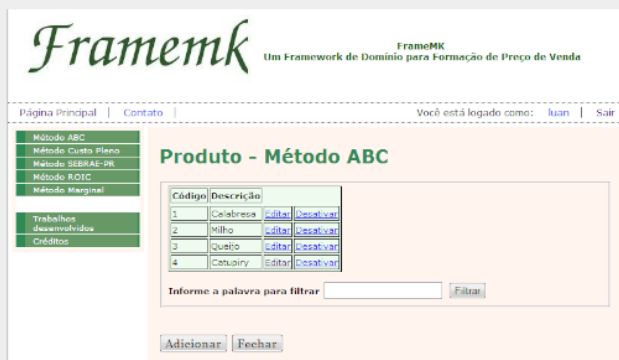 Framemk
FrameMK
Um Framework de Domínio para Formação de Preço de Venda
Página Principal | Contato |
Você está logado como: luan | Sair
Método ABC
Método Custo Pleno
Método SEBRAE-PR
Método ROIC
Método Marginal
Trabalhos
desenvolvidos
Créditos
Produto - Método ABC
Código Descrição
1 Calabresa Editar Desativar
2 Milho Editar Desativar
3 Queijo Editar Desativar
4 Catupiry Editar Desativar
Informe a palavra para filtrar Filtrar
Adicionar Fechar